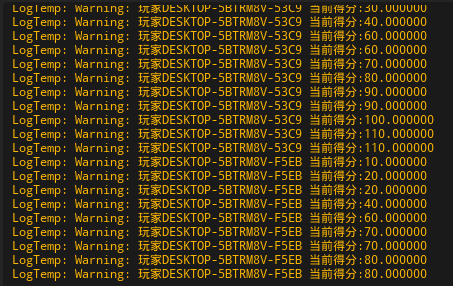 LogTemp: Warning: 玩家DESKTOP-5BTRM8V-53C9 当前得分:30.000000
LogTemp: Warning: 玩家DESKTOP-5BTRM8V-53C9 当前得分:40.000000
LogTemp: Warning: 玩家DESKTOP-5BTRM8V-53C9 当前得分:60.000000
LogTemp: Warning: 玩家DESKTOP-5BTRM8V-53C9 当前得分:60.000000
LogTemp: Warning: 玩家DESKTOP-5BTRM8V-53C9 当前得分:70.000000
LogTemp: Warning: 玩家DESKTOP-5BTRM8V-53C9 当前得分:80.000000
LogTemp: Warning: 玩家DESKTOP-5BTRM8V-53C9 当前得分:90.000000
LogTemp: Warning: 玩家DESKTOP-5BTRM8V-53C9 当前得分:90.000000
LogTemp: Warning: 玩家DESKTOP-5BTRM8V-53C9 当前得分:100.000000
LogTemp: Warning: 玩家DESKTOP-5BTRM8V-53C9 当前得分:110.000000
LogTemp: Warning: 玩家DESKTOP-5BTRM8V-53C9 当前得分:110.000000
LogTemp: Warning: 玩家DESKTOP-5BTRM8V-F5EB 当前得分:10.000000
LogTemp: Warning: 玩家DESKTOP-5BTRM8V-F5EB 当前得分:20.000000
LogTemp: Warning: 玩家DESKTOP-5BTRM8V-F5EB 当前得分:20.000000
LogTemp: Warning: 玩家DESKTOP-5BTRM8V-F5EB 当前得分:40.000000
LogTemp: Warning: 玩家DESKTOP-5BTRM8V-F5EB 当前得分:60.000000
LogTemp: Warning: 玩家DESKTOP-5BTRM8V-F5EB 当前得分:70.000000
LogTemp: Warning: 玩家DESKTOP-5BTRM8V-F5EB 当前得分:70.000000
LogTemp: Warning: 玩家DESKTOP-5BTRM8V-F5EB 当前得分:80.000000
LogTemp: Warning: 玩家DESKTOP-5BTRM8V-F5EB 当前得分:80.000000